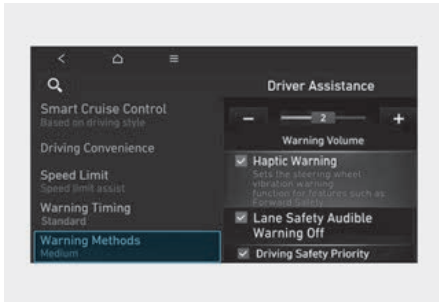 Driver Assistance
Smart Cruise Control
Based on driving style
Driving Convenience
Speed Limit
Speed limit assist
Warning Timing
Standard
Warning Methods
Medium
− 2 +
Warning Volume
Haptic Warning
Sets the steering wheel
vibration warning
function for features such as
Forward Safety
Lane Safety Audible
Warning Off
Driving Safety Priority